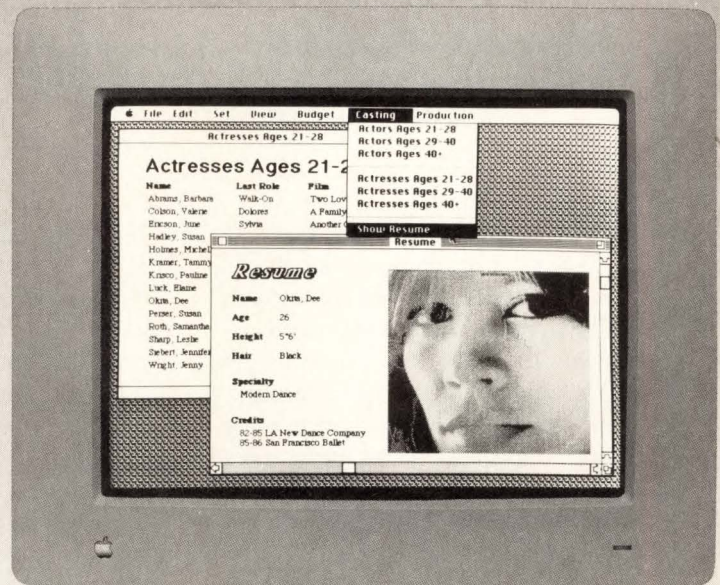 File Edit Set View Budget Casting Production
Actresses Ages 21-28
Actors Ages 21-28
Actors Ages 29-40
Actors Ages 40+
Actresses Ages 21-28
Actresses Ages 29-40
Actresses Ages 40+
Show Resume
Actresses Ages 21-2
Name Last Role Film
Abrams, Barbara Walk-On Two Lov
Colson, Valerie Dolores A Family
Ericson, June Sylvia Another
Hadley, Susan
Holmes, Michell
Kramer, Tammy
Krisco, Pauline
Luck, Elaine
Okita, Dee
Perser, Susan
Roth, Samantha
Sharp, Leslie
Siebert, Jennifer
Wright, Jenny
Resume
Resume
Name Okita, Dee
Age 26
Height 5"6'
Hair Black
Specialty
Modern Dance
Credits
82-85 LA New Dance Company
85-86 San Francisco Ballet